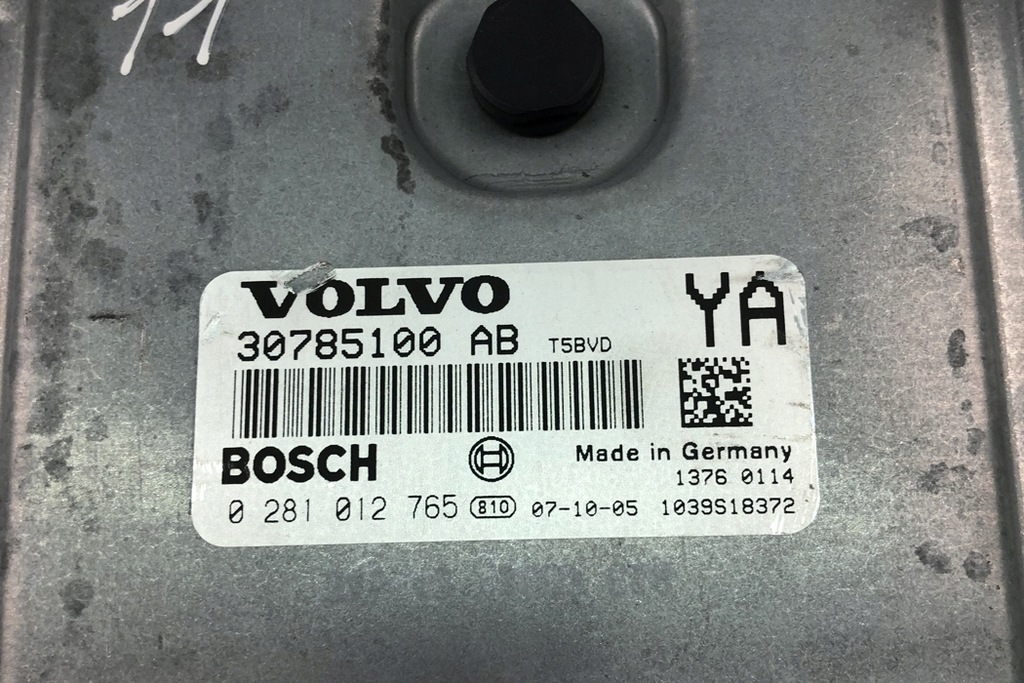 11
VOLVO YA
30785100 AB T5BVD
BOSCH Made in Germany
1376 0114
0 281 012 765 810 07-10-05 1039S18372